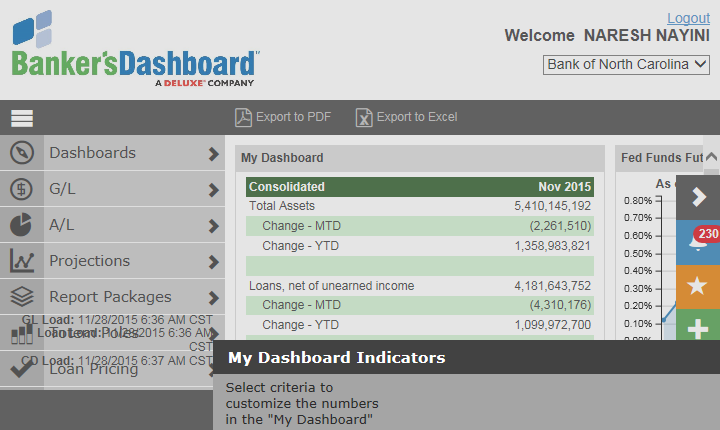 Logout
Welcome NARESH NAYINI
Banker'sDashboard™
A DELUXE® COMPANY
Bank of North Carolina
Export to PDF
Export to Excel
Dashboards
G/L
A/L
Projections
Report Packages
GL Load: 11/28/2015 6:36 AM CST
Totem Poles
Loan Load: 11/28/2015 6:36 AM
CST
CD Load: 11/28/2015 6:37 AM CST
Loan Pricing
My Dashboard
Consolidated Nov 2015
Total Assets 5,410,145,192
Change - MTD (2,261,510)
Change - YTD 1,358,983,821
Loans, net of unearned income 4,181,643,752
Change - MTD (4,310,176)
Change - YTD 1,099,972,700
Fed Funds Fut
As
0.80%
0.70%
0.60%
0.50%
0.40%
0.30%
0.20%
0.10%
230
My Dashboard Indicators
Select criteria to
customize the numbers
in the "My Dashboard"